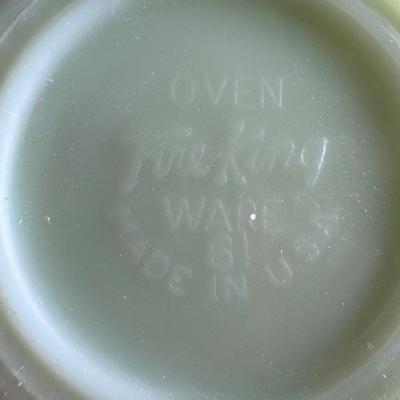 OVEN
Fire-King
WARE
61
MADE IN U.S.A.